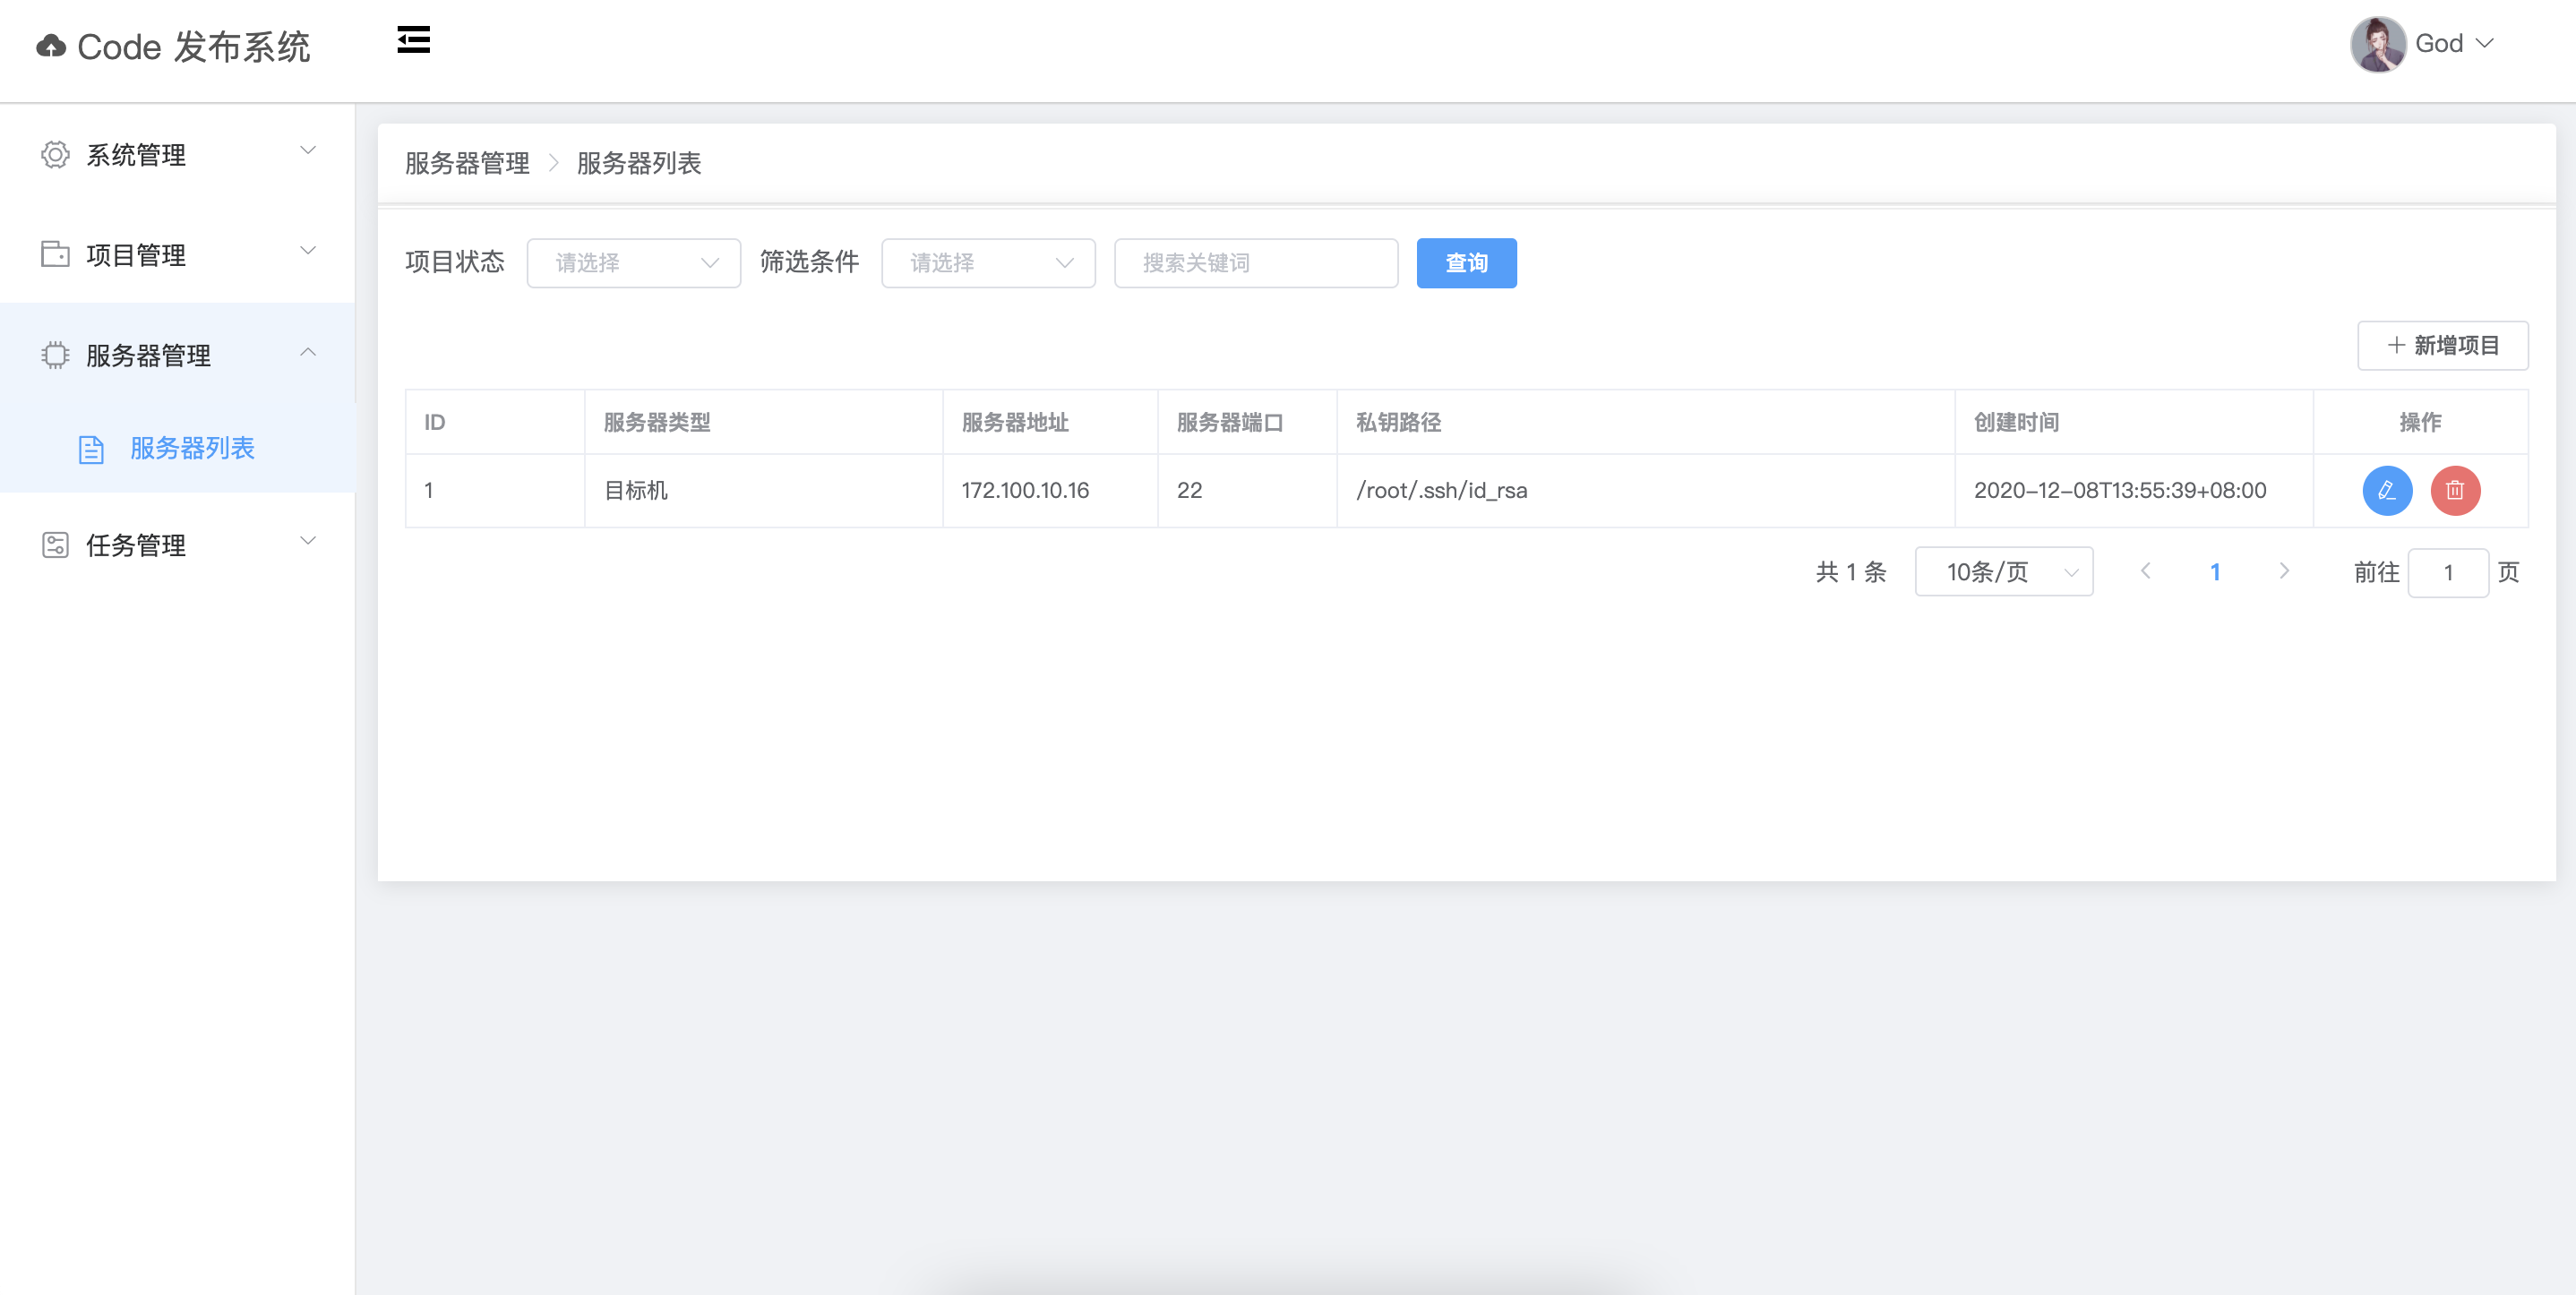 Code 发布系统
God
系统管理
项目管理
服务器管理
服务器列表
任务管理
服务器管理 > 服务器列表
项目状态 请选择 筛选条件 请选择 搜索关键词 查询
新增项目
ID 服务器类型 服务器地址 服务器端口 私钥路径 创建时间 操作
1 目标机 172.100.10.16 22 /root/.ssh/id_rsa 2020-12-08T13:55:39+08:00
共 1 条 10条/页 1 前往 1 页